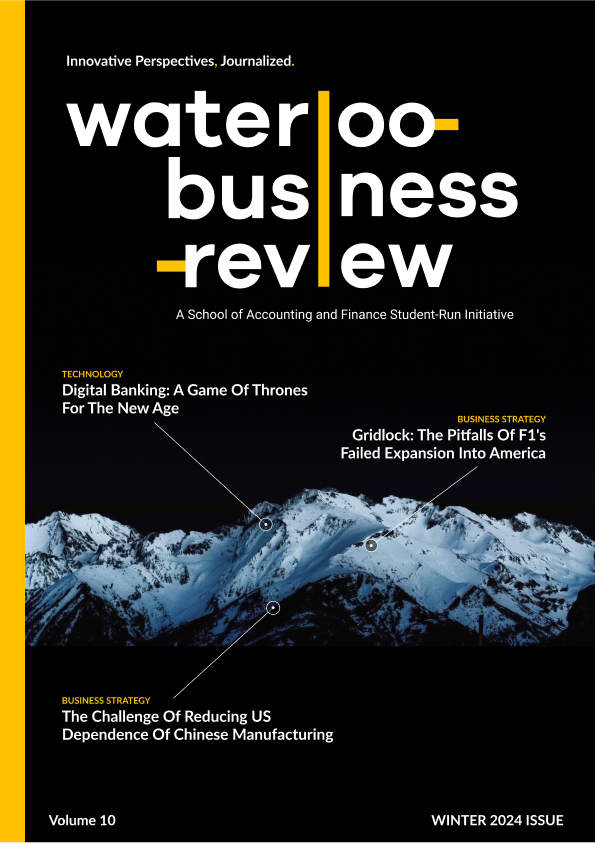 Innovative Perspectives, Journalized.
waterloo-
business
-review
A School of Accounting and Finance Student-Run Initiative
TECHNOLOGY
Digital Banking: A Game Of Thrones
For The New Age
BUSINESS STRATEGY
Gridlock: The Pitfalls Of F1's
Failed Expansion Into America
BUSINESS STRATEGY
The Challenge Of Reducing US
Dependence Of Chinese Manufacturing
Volume 10
WINTER 2024 ISSUE